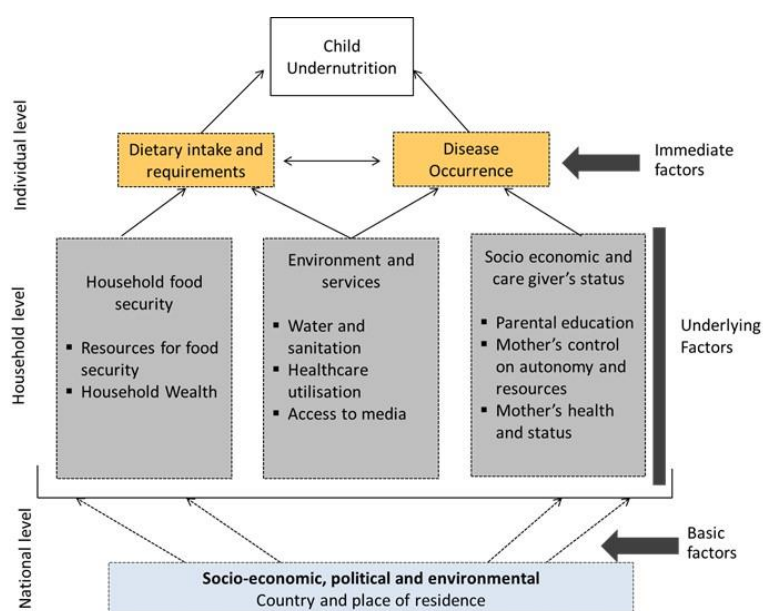 Child
Undernutrition
Individual level
Dietary intake and
requirements
Disease
Occurrence
Immediate
factors
Household level
Household food
security
▪ Resources for food
security
▪ Household Wealth
Environment and
services
▪ Water and
sanitation
▪ Healthcare
utilisation
▪ Access to media
Socio economic and
care giver's status
▪ Parental education
▪ Mother's control
on autonomy and
resources
▪ Mother's health
and status
Underlying
Factors
National level
Basic
factors
Socio-economic, political and environmental
Country and place of residence